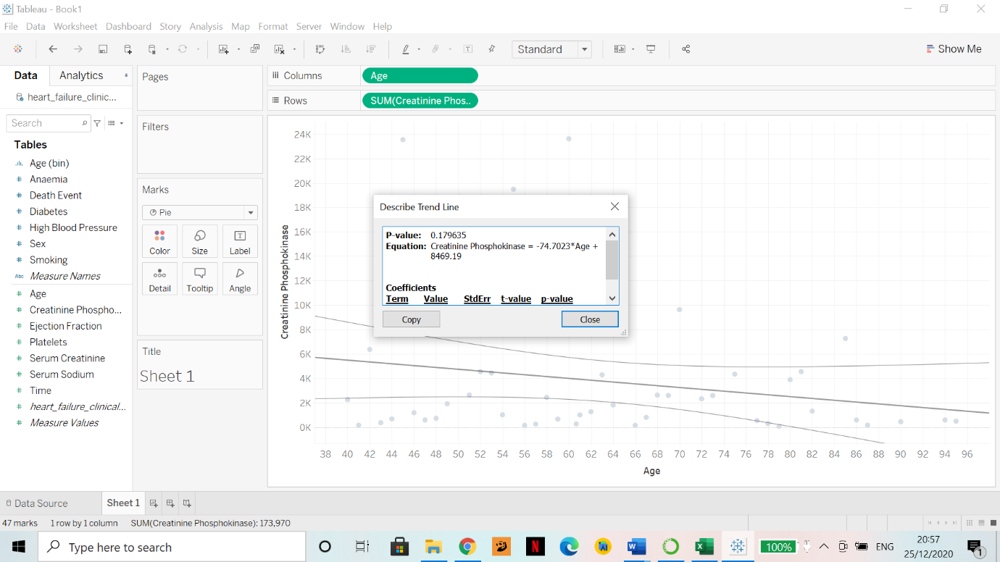 Tableau - Book1
File Data Worksheet Dashboard Story Analysis Map Format Server Window Help
Standard
Show Me
Data Analytics
Pages
Columns Age
heart_failure_clinic...
Rows SUM(Creatinine Phos..
Search
Filters
Tables
Age (bin)
Anaemia
Death Event
Diabetes
High Blood Pressure
Sex
Smoking
Abc Measure Names
Age
Creatinine Phospho...
Ejection Fraction
Platelets
Serum Creatinine
Serum Sodium
Time
heart_failure_clinical...
Measure Values
Marks
Pie
Color Size Label
Detail Tooltip Angle
Title
Sheet 1
Creatinine Phosphokinase
24K
22K
20K
18K
16K
14K
12K
10K
8K
6K
4K
2K
0K
38 40 42 44 46 48 50 52 54 56 58 60 62 64 66 68 70 72 74 76 78 80 82 84 86 88 90 92 94 96
Age
Describe Trend Line
P-value: 0.179635
Equation: Creatinine Phosphokinase = -74.7023*Age +
8469.19
Coefficients
Term Value StdErr t-value p-value
Copy Close
Data Source Sheet 1
47 marks 1 row by 1 column SUM(Creatinine Phosphokinase): 173,970
Type here to search
100%
ENG
20:57
25/12/2020
1